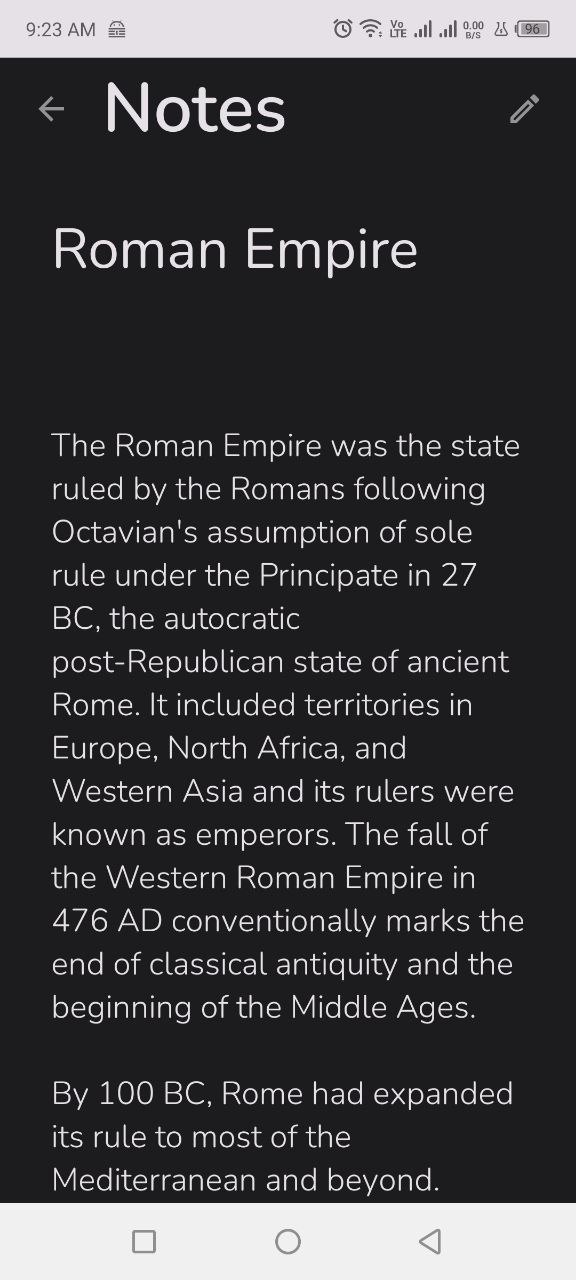 9:23 AM
Vo LTE 0.00 B/S 96
Notes
Roman Empire
The Roman Empire was the state
ruled by the Romans following
Octavian's assumption of sole
rule under the Principate in 27
BC, the autocratic
post-Republican state of ancient
Rome. It included territories in
Europe, North Africa, and
Western Asia and its rulers were
known as emperors. The fall of
the Western Roman Empire in
476 AD conventionally marks the
end of classical antiquity and the
beginning of the Middle Ages.
By 100 BC, Rome had expanded
its rule to most of the
Mediterranean and beyond.